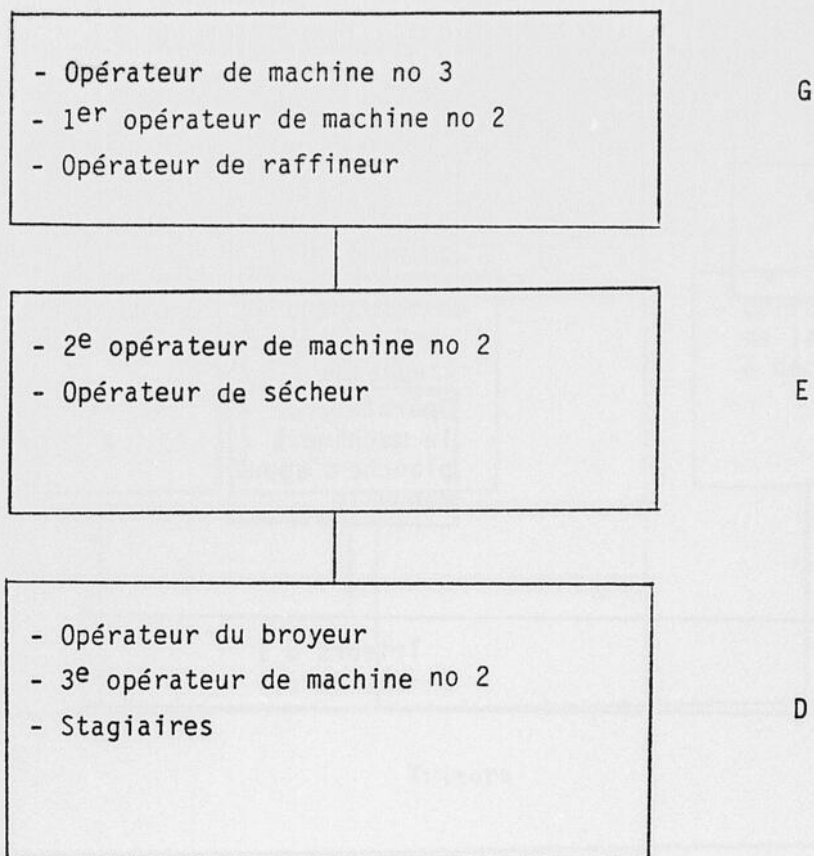 - Opérateur de machine no 3
G
- 1er opérateur de machine no 2
- Opérateur de raffineur
- 2e opérateur de machine no 2
- Opérateur de sécheur
E
- Opérateur du broyeur
- 3e opérateur de machine no 2
- Stagiaires
D